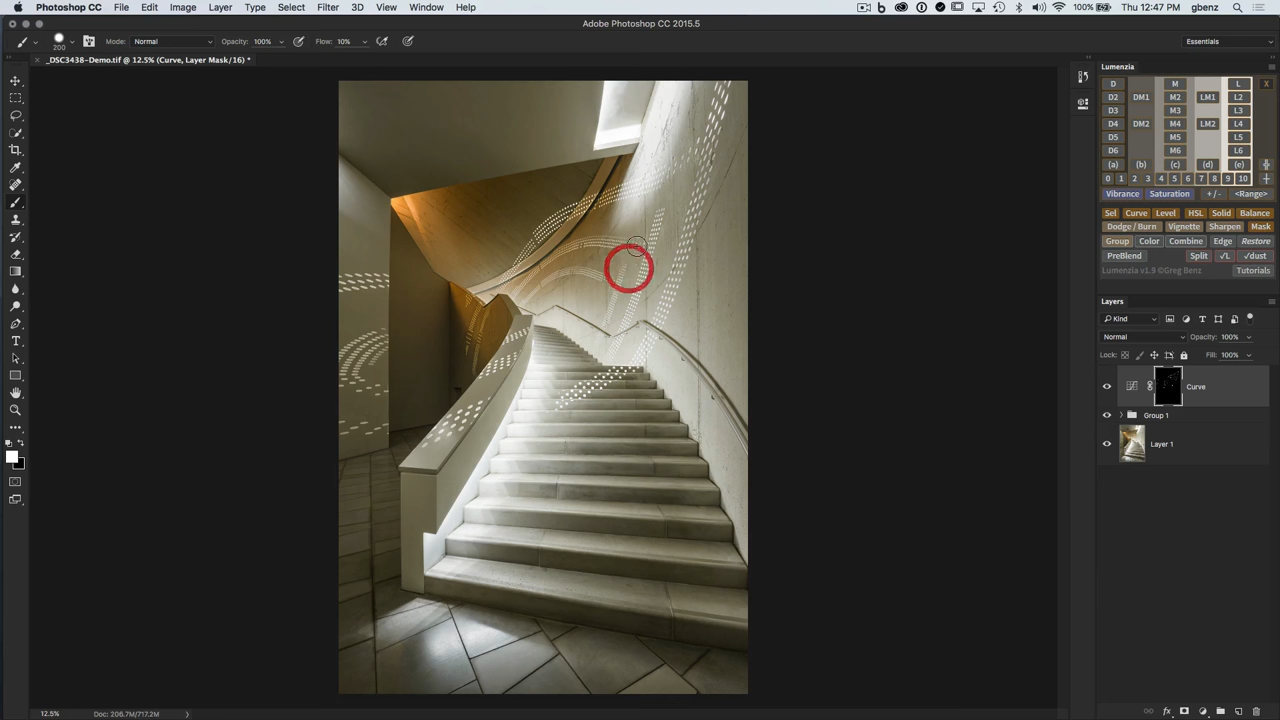 Photoshop CC File Edit Image Layer Type Select Filter 3D View Window Help 100% Thu 12:47 PM gbenz
Adobe Photoshop CC 2015.5
200 Mode: Normal Opacity: 100% Flow: 10% Essentials
_DSC3438-Demo.tif @ 12.5% (Curve, Layer Mask/16) *
Lumenzia
D M L X
D2 DM1 M2 LM1 L2
D3 M3 L3
D4 DM2 M4 LM2 L4
D5 M5 L5
D6 M6 L6
(a) (b) (c) (d) (e)
0 1 2 3 4 5 6 7 8 9 10
Vibrance Saturation + / - <Range>
Sel Curve Level HSL Solid Balance
Dodge / Burn Vignette Sharpen Mask
Group Color Combine Edge Restore
PreBlend Split √L √dust
Lumenzia v1.9 ©Greg Benz Tutorials
Layers
Kind
Normal Opacity: 100%
Lock: Fill: 100%
Curve
Group 1
Layer 1
12.5% Doc: 206.7M/717.2M